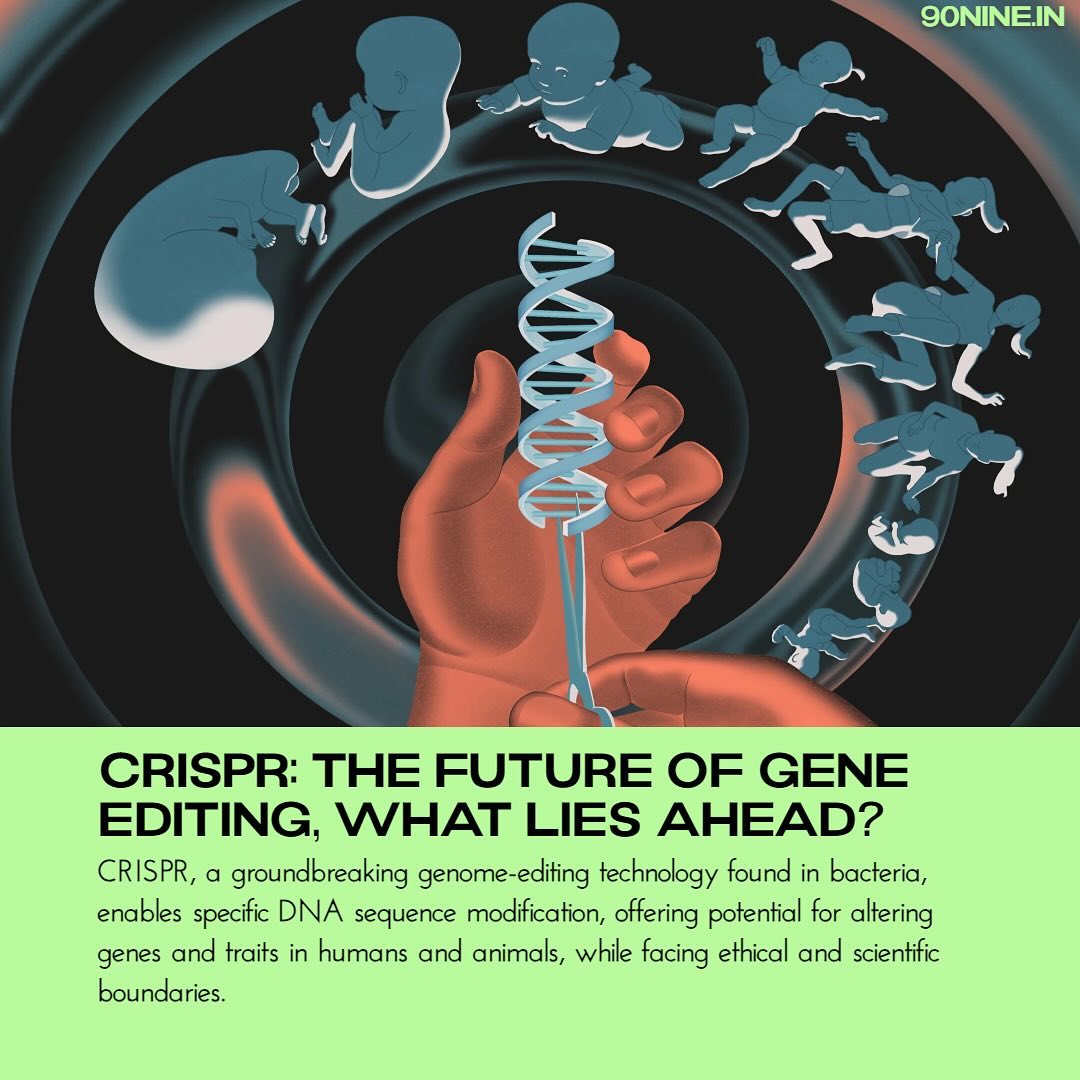 90NINE.IN
CRISPR: THE FUTURE OF GENE
EDITING, WHAT LIES AHEAD?
CRISPR, a groundbreaking genome-editing technology found in bacteria,
enables specific DNA sequence modification, offering potential for altering
genes and traits in humans and animals, while facing ethical and scientific
boundaries.